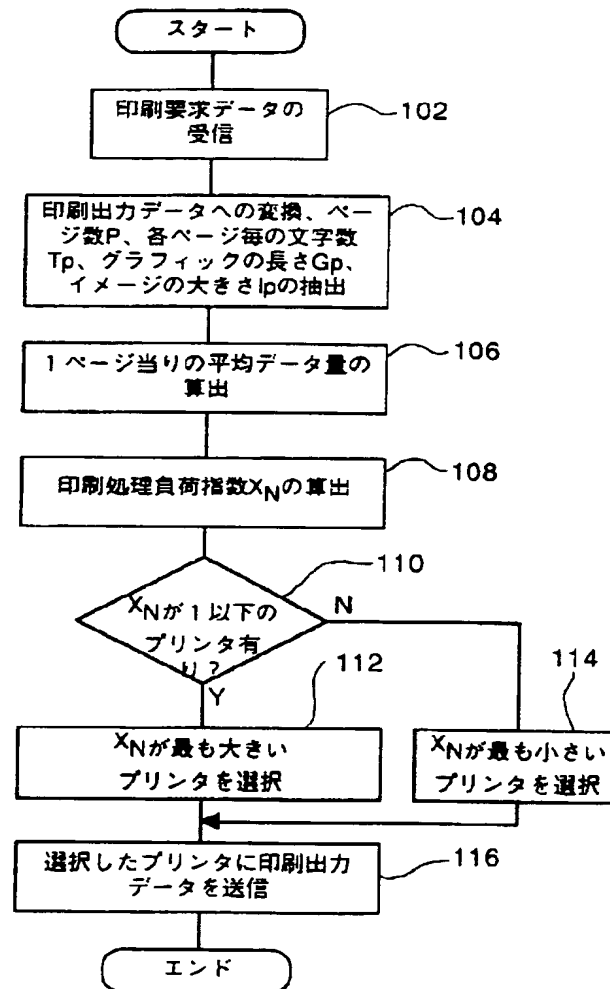 スタート
印刷要求データの
受信
102
印刷出力データへの変換、ペー
ジ数P、各ページ毎の文字数
Tp、グラフィックの長さGp、
イメージの大きさIpの抽出
104
1ページ当りの平均データ量の
算出
106
印刷処理負荷指数XNの算出
108
110
XNが1以下の
プリンタ有
り?
N
Y
112
XNが最も大きい
プリンタを選択
114
XNが最も小さい
プリンタを選択
選択したプリンタに印刷出力
データを送信
116
エンド